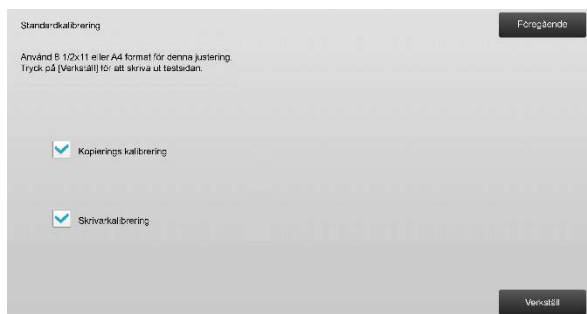 Standardkalibrering
Föregående
Använd 8 1/2x11 eller A4 format för denna justering.
Tryck på [Verkställ] för att skriva ut testsidan.
Kopierings kalibrering
Skrivarkalibrering
Verkställ